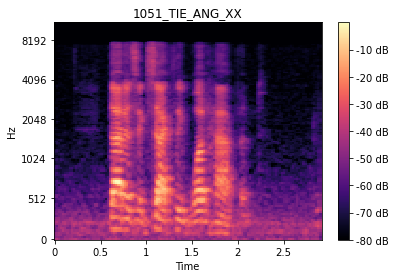 1051_TIE_ANG_XX
8192
4096
2048
1024
512
0
Hz
0
0.5
1
1.5
2
2.5
Time
-10 dB
-20 dB
-30 dB
-40 dB
-50 dB
-60 dB
-70 dB
-80 dB